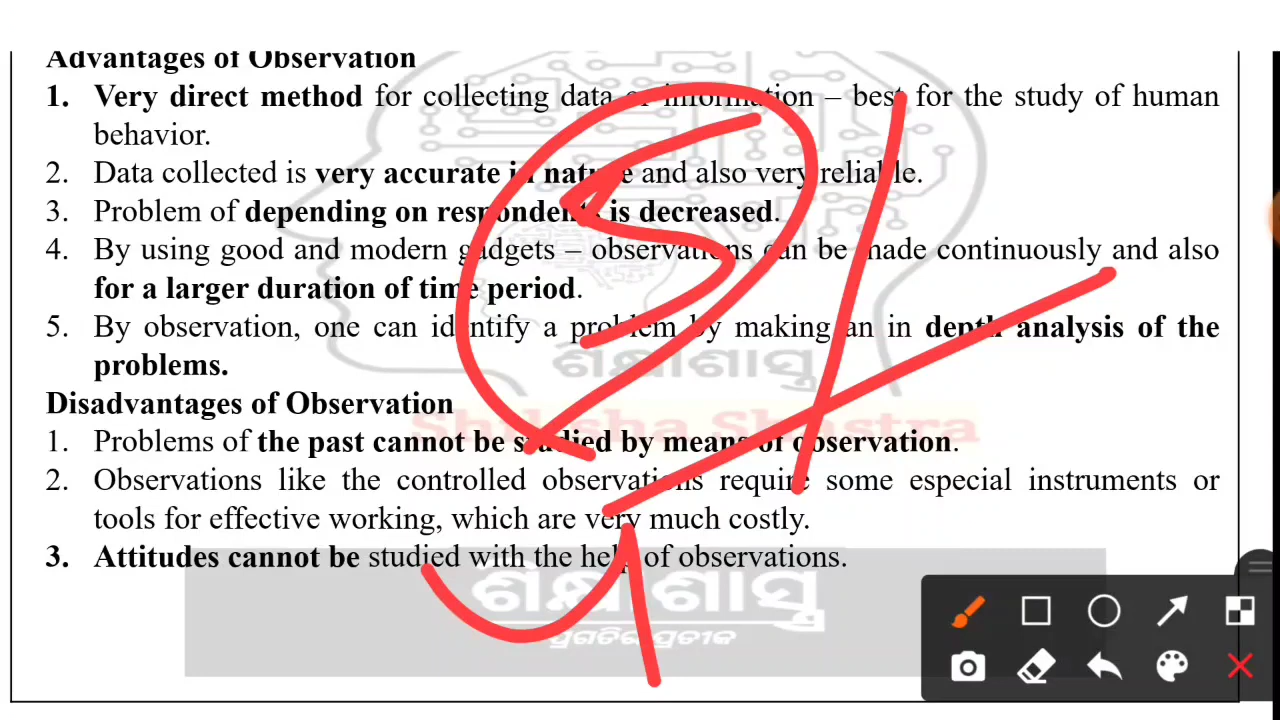 Advantages of Observation
1. Very direct method for collecting data or information – best for the study of human
behavior.
2. Data collected is very accurate in nature and also very reliable.
3. Problem of depending on respondents is decreased.
4. By using good and modern gadgets – observations can be made continuously and also
for a larger duration of time period.
5. By observation, one can identify a problem by making an in depth analysis of the
problems.
ଶିକ୍ଷାଶାସ୍ତ୍ର
Disadvantages of Observation
Shiksha Shastra
1. Problems of the past cannot be studied by means of observation.
2. Observations like the controlled observations require some especial instruments or
tools for effective working, which are very much costly.
3. Attitudes cannot be studied with the help of observations.
ଶିକ୍ଷା ଶାସ୍ତ୍ର
ପ୍ରଗତିର ପ୍ରତୀକ